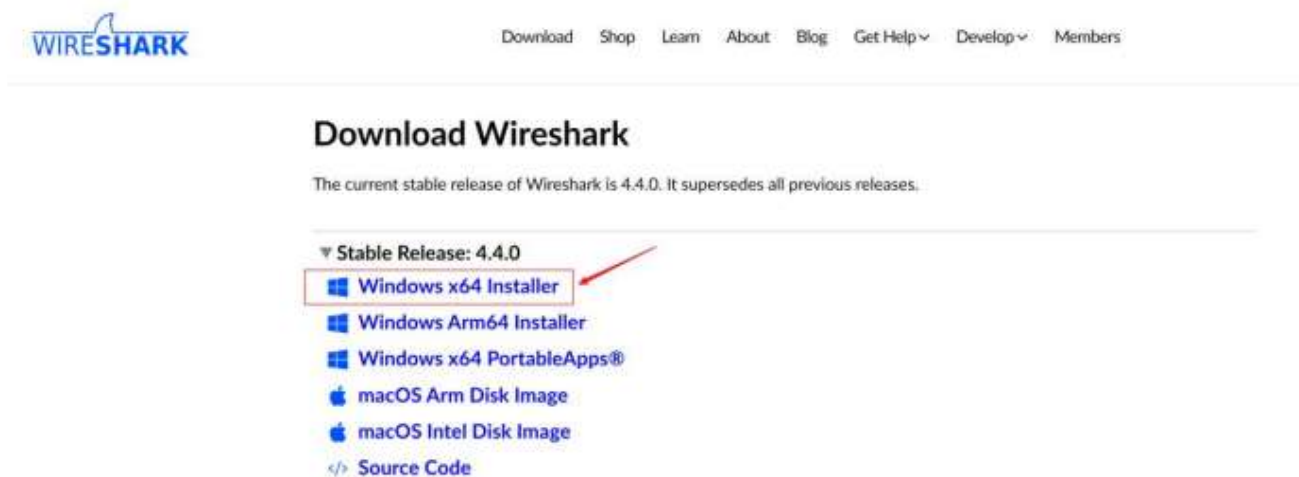 WIRESHARK
Download Shop Learn About Blog Get Help Develop Members
Download Wireshark
The current stable release of Wireshark is 4.4.0. It supersedes all previous releases.
Stable Release: 4.4.0
Windows x64 Installer
Windows Arm64 Installer
Windows x64 PortableApps®
macOS Arm Disk Image
macOS Intel Disk Image
</> Source Code